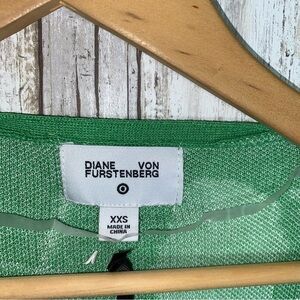 DIANE VON
FURSTENBERG
XXS
MADE IN
CHINA